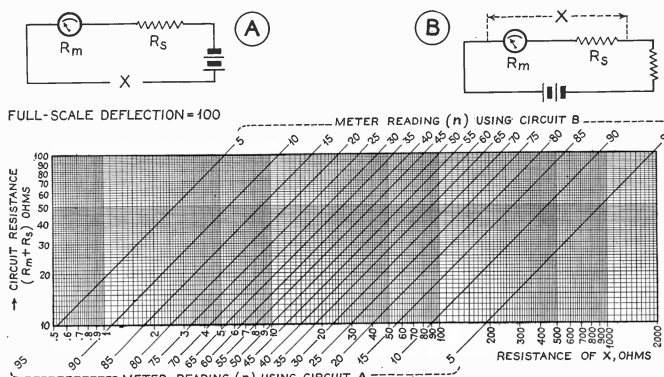 A
B
X
Rm
Rs
X
Rm
Rs
FULL-SCALE DEFLECTION = 100
METER READING (n) USING CIRCUIT B
5 10 15 20 25 30 35 40 45 50 55 60 65 70 75 80 85 90 9
→ CIRCUIT RESISTANCE
(Rm + Rs) OHMS
100
90
80
70
60
50
40
30
20
10
.5 .6 .7 .8 .9 1 2 3 4 5 6 7 8 9 10 20 30 40 50 60 70 80 90 100 200 300 400 500 600 700 800 900 1000 2000
95 90 85 80 75 70 65 60 55 50 45 40 35 30 25 20 15 10 5
RESISTANCE OF X, OHMS
METER READING (n) USING CIRCUIT A